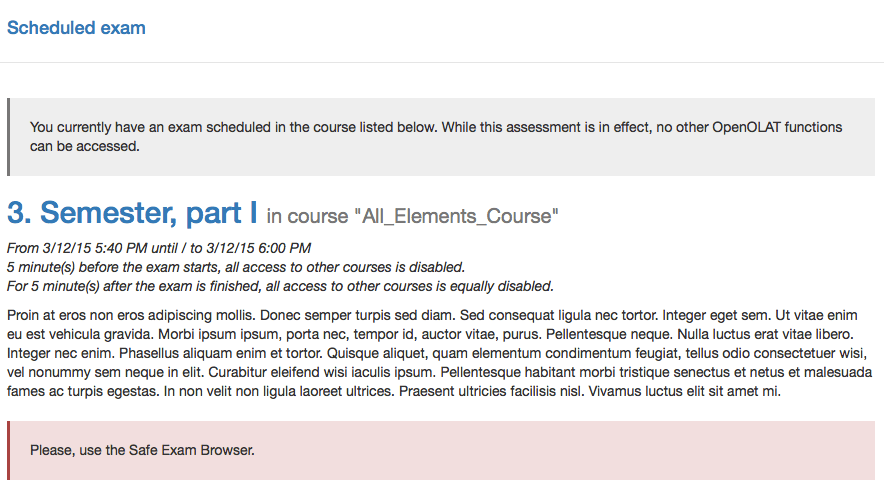 Scheduled exam
You currently have an exam scheduled in the course listed below. While this assessment is in effect, no other OpenOLAT functions
can be accessed.
3. Semester, part I in course "All_Elements_Course"
From 3/12/15 5:40 PM until / to 3/12/15 6:00 PM
5 minute(s) before the exam starts, all access to other courses is disabled.
For 5 minute(s) after the exam is finished, all access to other courses is equally disabled.
Proin at eros non eros adipiscing mollis. Donec semper turpis sed diam. Sed consequat ligula nec tortor. Integer eget sem. Ut vitae enim
eu est vehicula gravida. Morbi ipsum ipsum, porta nec, tempor id, auctor vitae, purus. Pellentesque neque. Nulla luctus erat vitae libero.
Integer nec enim. Phasellus aliquam enim et tortor. Quisque aliquet, quam elementum condimentum feugiat, tellus odio consectetuer wisi,
vel nonummy sem neque in elit. Curabitur eleifend wisi iaculis ipsum. Pellentesque habitant morbi tristique senectus et netus et malesuada
fames ac turpis egestas. In non velit non ligula laoreet ultrices. Praesent ultricies facilisis nisl. Vivamus luctus elit sit amet mi.
Please, use the Safe Exam Browser.